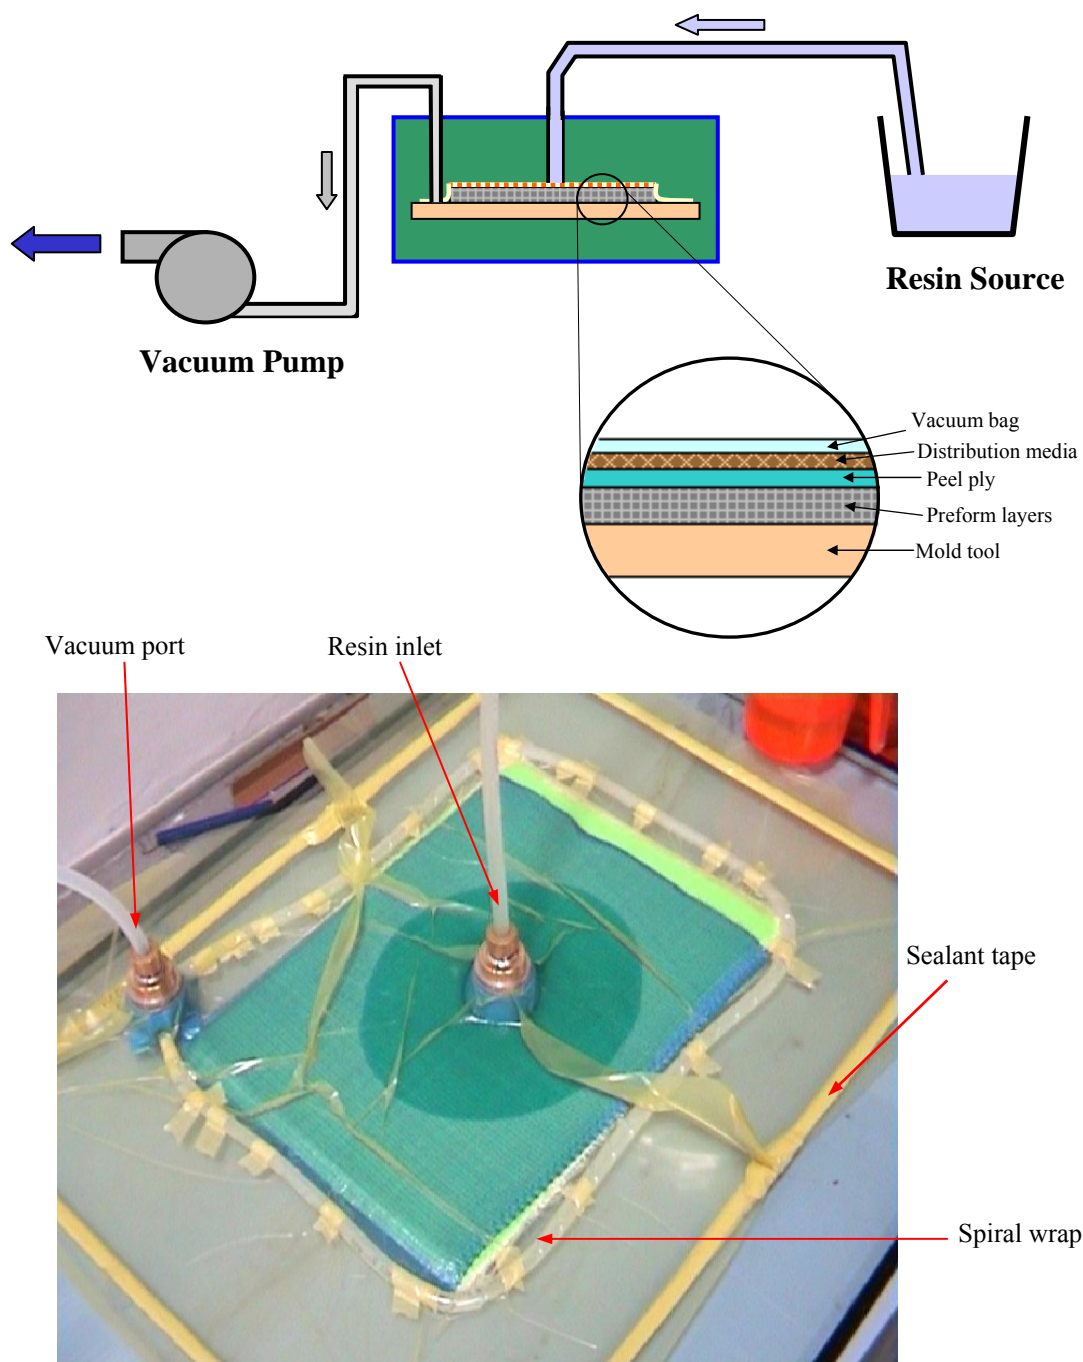 Resin Source
Vacuum Pump
Vacuum bag
Distribution media
Peel ply
Preform layers
Mold tool
Vacuum port
Resin inlet
Sealant tape
Spiral wrap